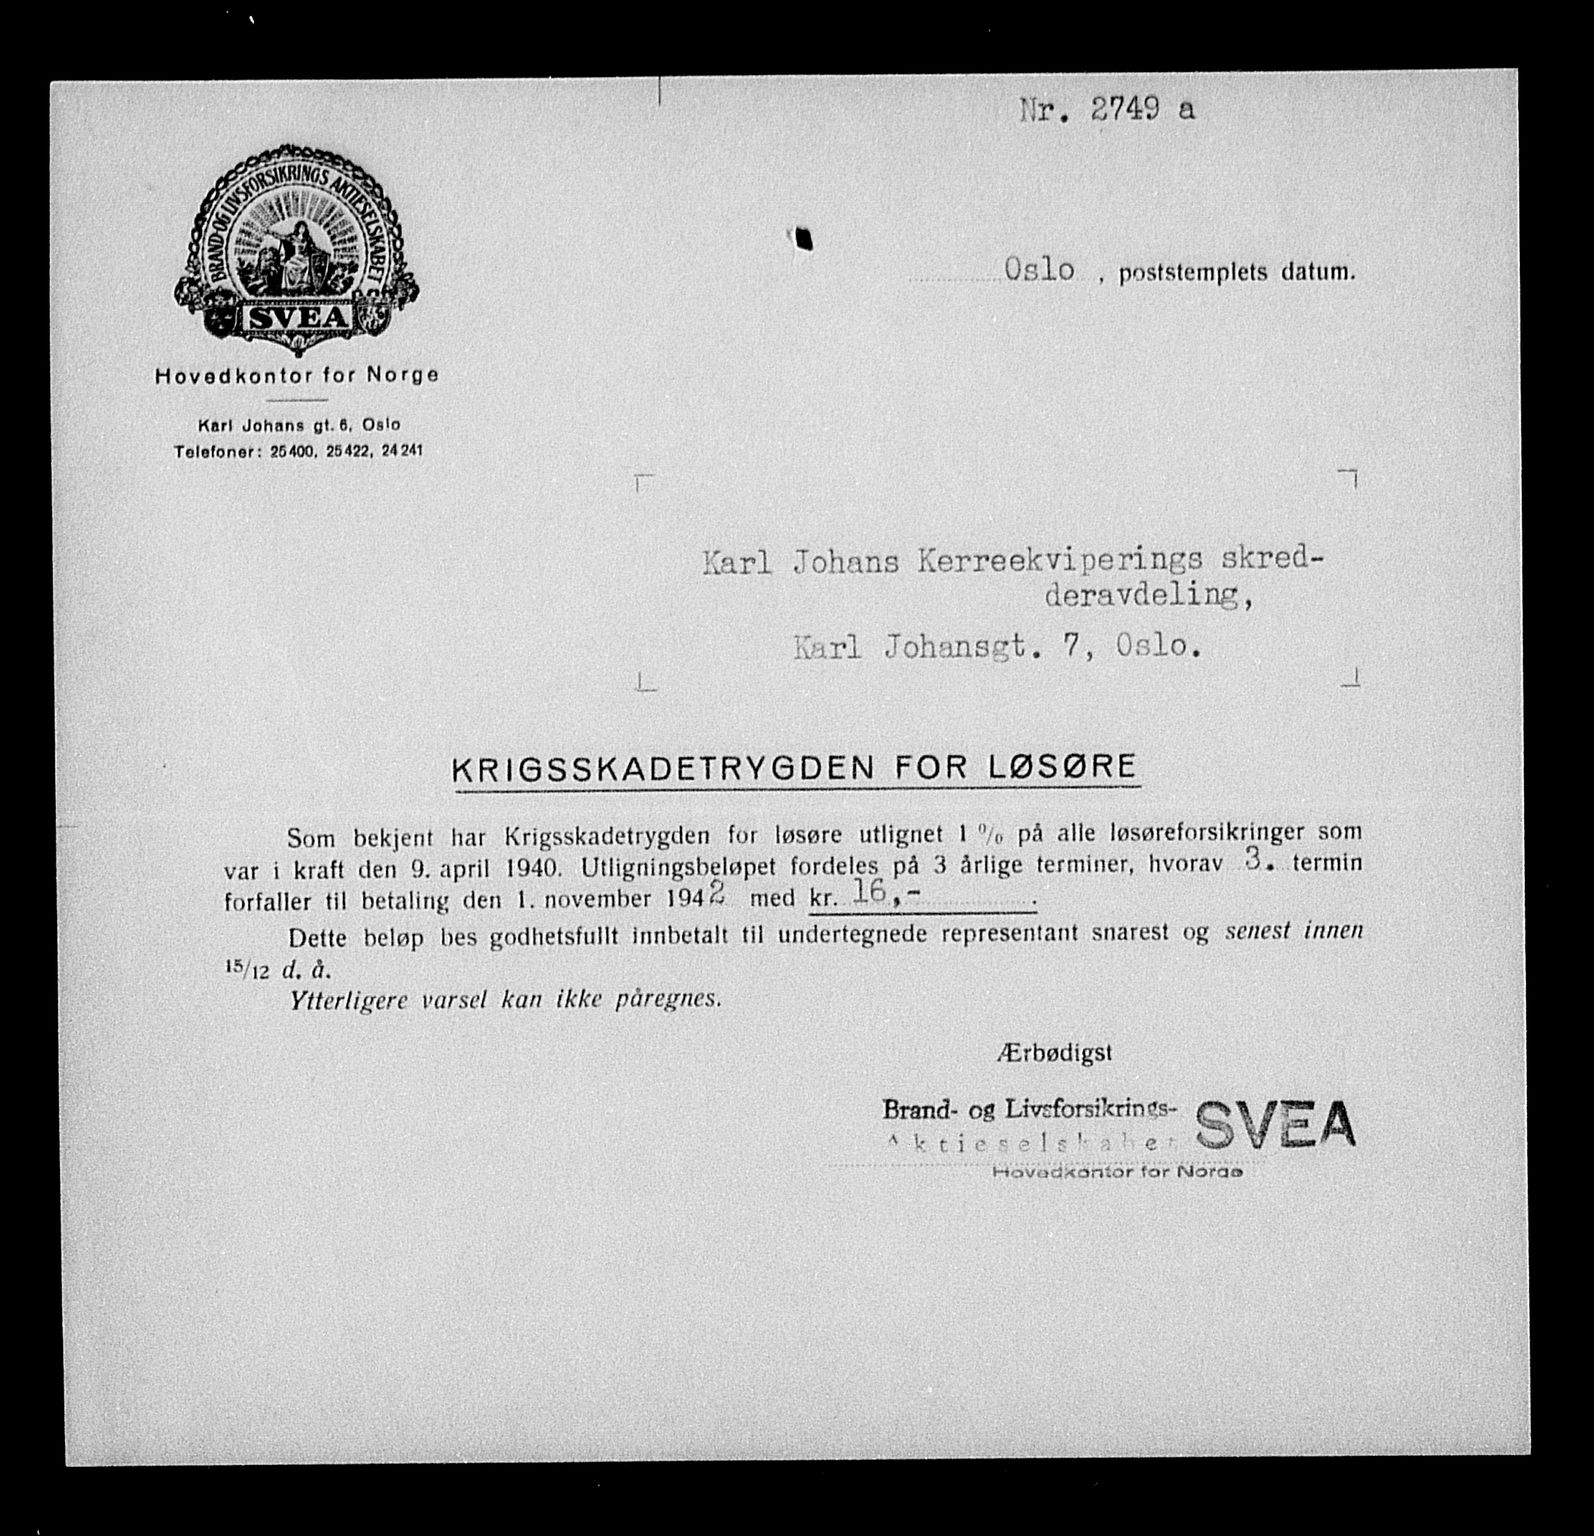 Nr. 2749 a
BRAND- OG LIVSFORSIKRINGS AKTIESELSKABET
SVEA
Oslo , poststemplets datum.
Hovedkontor for Norge
Karl Johans gt. 6, Oslo
Telefoner: 25400, 25422, 24241
Karl Johans Kerreekviperings skred-
deravdeling,
Karl Johansgt. 7, Oslo.
KRIGSSKADETRYGDEN FOR LØSØRE
Som bekjent har Krigsskadetrygden for løsøre utlignet 1 % på alle løsøreforsikringer som
var i kraft den 9. april 1940. Utligningsbeløpet fordeles på 3 årlige terminer, hvorav 3. termin
forfaller til betaling den 1. november 1942 med kr. 16,- .
Dette beløp bes godhetsfullt innbetalt til undertegnede representant snarest og senest innen
15/12 d. å.
Ytterligere varsel kan ikke påregnes.
Ærbødigst
Brand- og Livsforsikrings- SVEA
Aktieselskabet
Hovedkontor for Norge